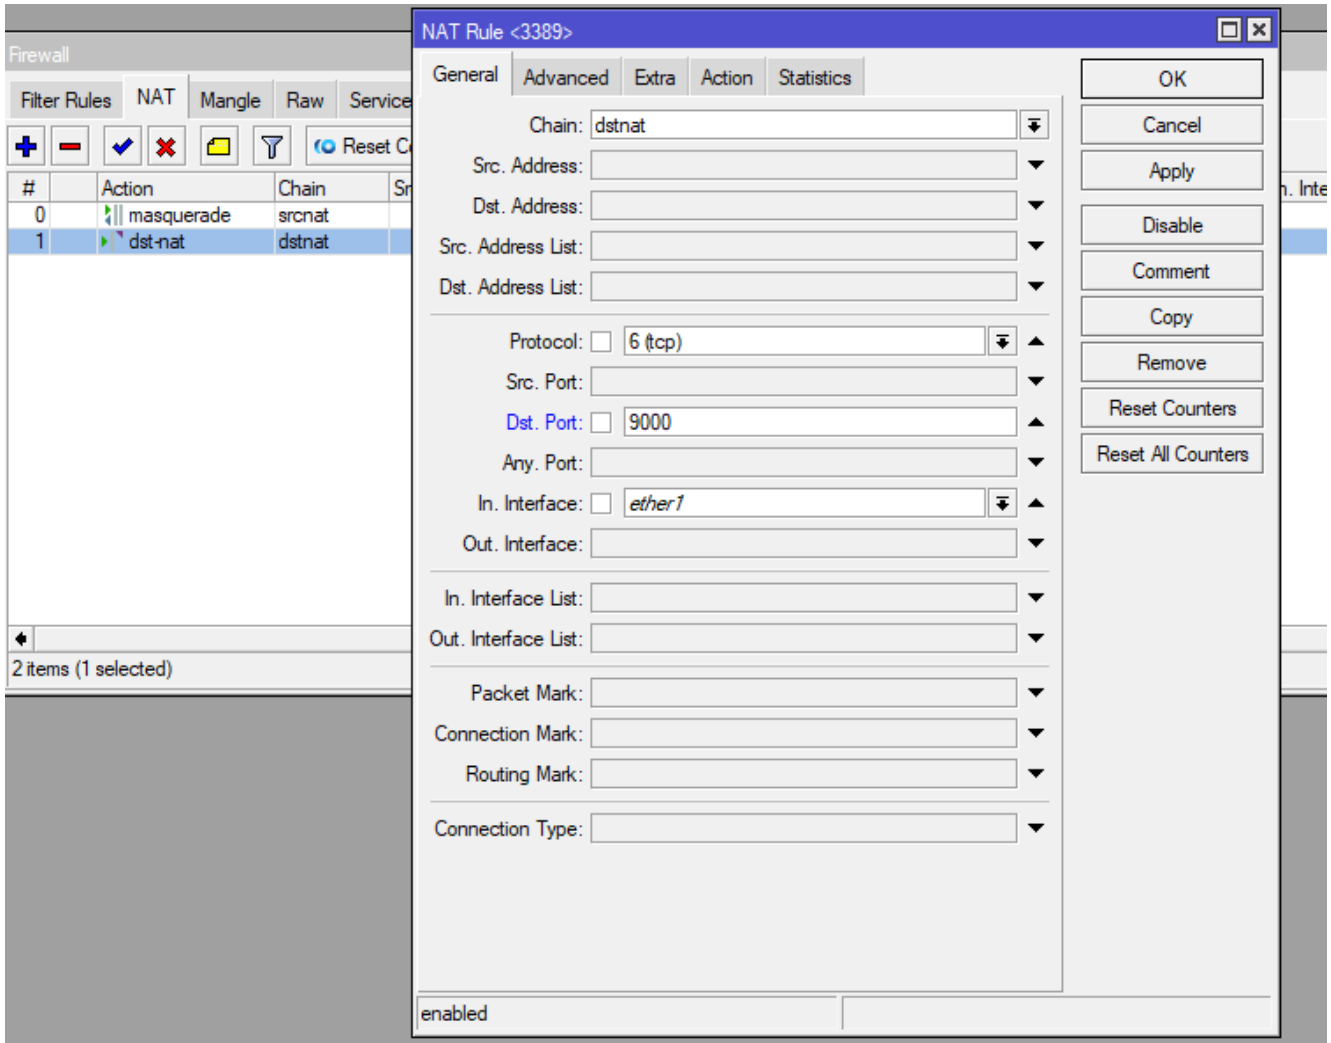 NAT Rule <3389>
Firewall
General Advanced Extra Action Statistics
OK
Filter Rules NAT Mangle Raw Service
Chain: dstnat
Cancel
Reset C
Src. Address:
Apply
# Action Chain Sr
n. Inte
0 masquerade srcnat
Dst. Address:
Disable
1 dst-nat dstnat
Src. Address List:
Comment
Dst. Address List:
Copy
Protocol: 6 (tcp)
Remove
Src. Port:
Reset Counters
Dst. Port: 9000
Reset All Counters
Any. Port:
In. Interface: ether1
Out. Interface:
In. Interface List:
Out. Interface List:
2 items (1 selected)
Packet Mark:
Connection Mark:
Routing Mark:
Connection Type:
enabled